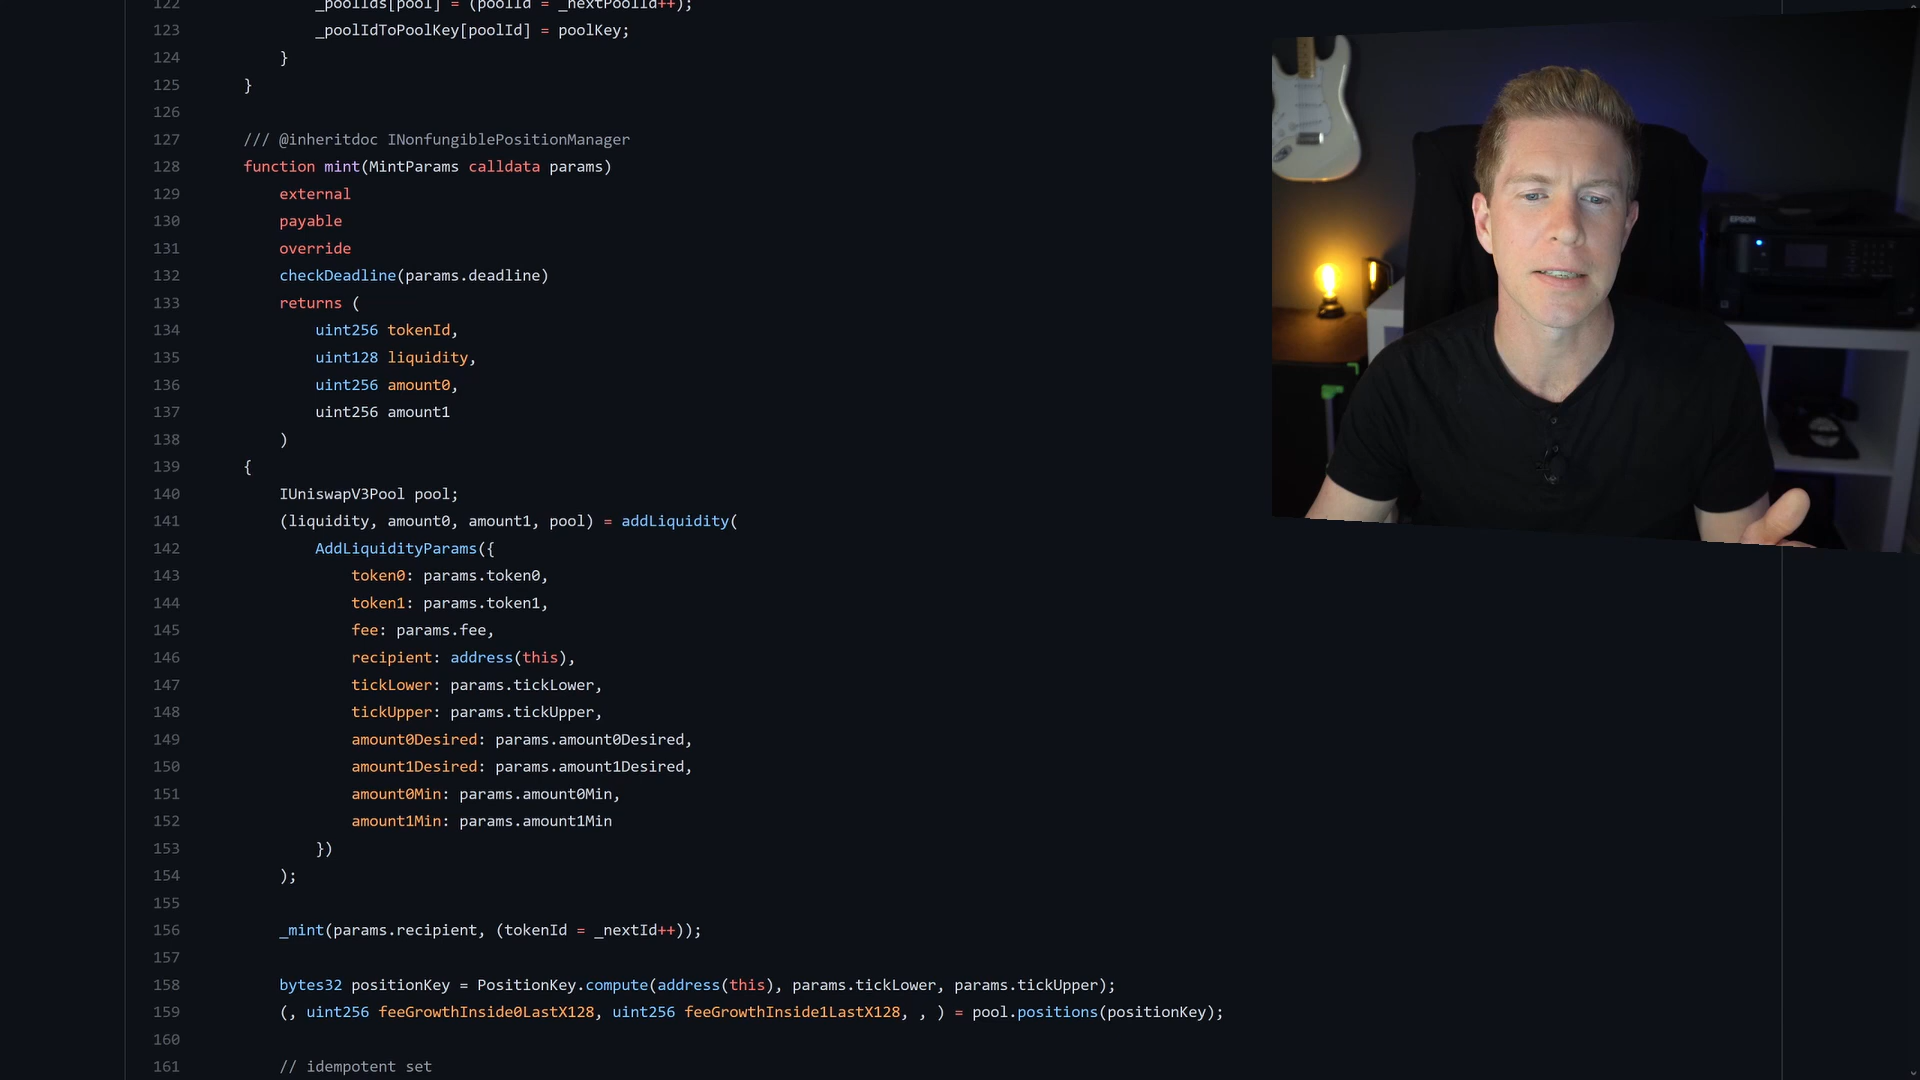 122 _poolIds[pool] = (poolId = _nextPoolId++);
123 _poolIdToPoolKey[poolId] = poolKey;
124 }
125 }
126
127 /// @inheritdoc INonfungiblePositionManager
128 function mint(MintParams calldata params)
129 external
130 payable
131 override
132 checkDeadline(params.deadline)
133 returns (
134 uint256 tokenId,
135 uint128 liquidity,
136 uint256 amount0,
137 uint256 amount1
138 )
139 {
140 IUniswapV3Pool pool;
141 (liquidity, amount0, amount1, pool) = addLiquidity(
142 AddLiquidityParams({
143 token0: params.token0,
144 token1: params.token1,
145 fee: params.fee,
146 recipient: address(this),
147 tickLower: params.tickLower,
148 tickUpper: params.tickUpper,
149 amount0Desired: params.amount0Desired,
150 amount1Desired: params.amount1Desired,
151 amount0Min: params.amount0Min,
152 amount1Min: params.amount1Min
153 })
154 );
155
156 _mint(params.recipient, (tokenId = _nextId++));
157
158 bytes32 positionKey = PositionKey.compute(address(this), params.tickLower, params.tickUpper);
159 (, uint256 feeGrowthInside0LastX128, uint256 feeGrowthInside1LastX128, , ) = pool.positions(positionKey);
160
161 // idempotent set
EPSON